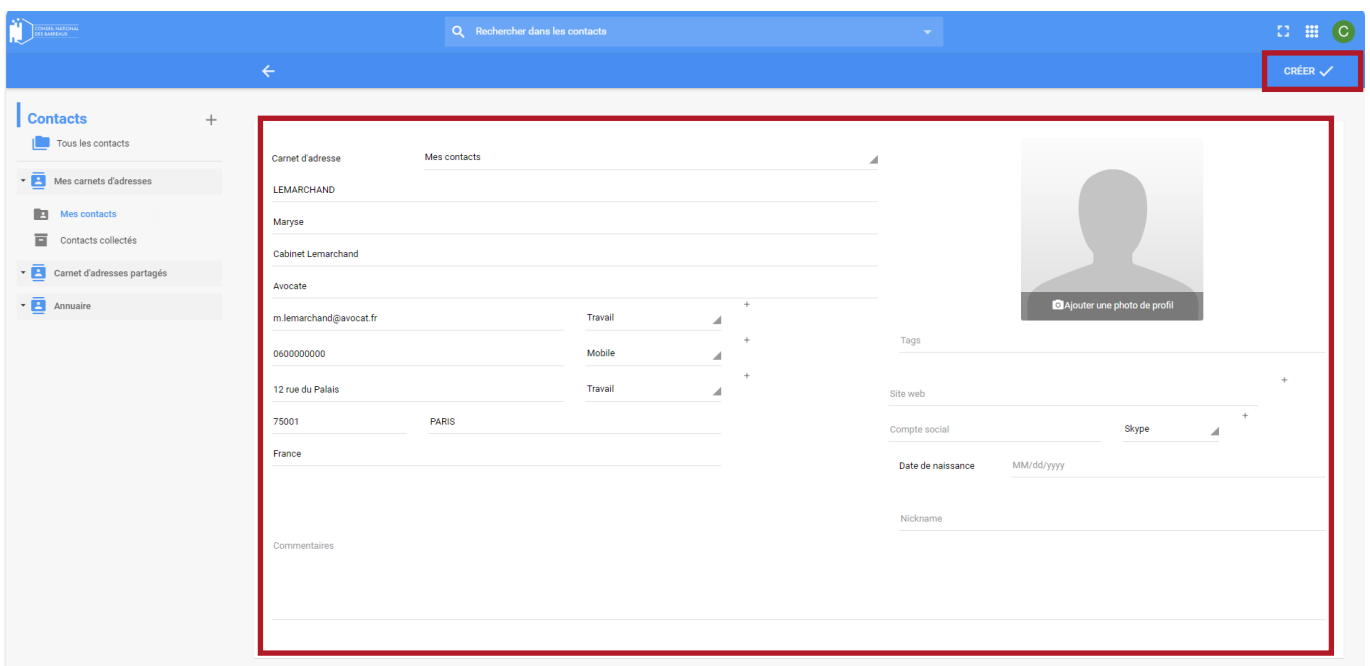 CONSEIL NATIONAL
DES BARREAUX
Rechercher dans les contacts
C
CRÉER
Contacts
Tous les contacts
Mes carnets d'adresses
Mes contacts
Contacts collectés
Carnet d'adresses partagés
Annuaire
Carnet d'adresse Mes contacts
LEMARCHAND
Maryse
Cabinet Lemarchand
Avocate
m.lemarchand@avocat.fr Travail
0600000000 Mobile
12 rue du Palais Travail
75001 PARIS
France
Commentaires
Ajouter une photo de profil
Tags
Site web
Compte social Skype
Date de naissance MM/dd/yyyy
Nickname